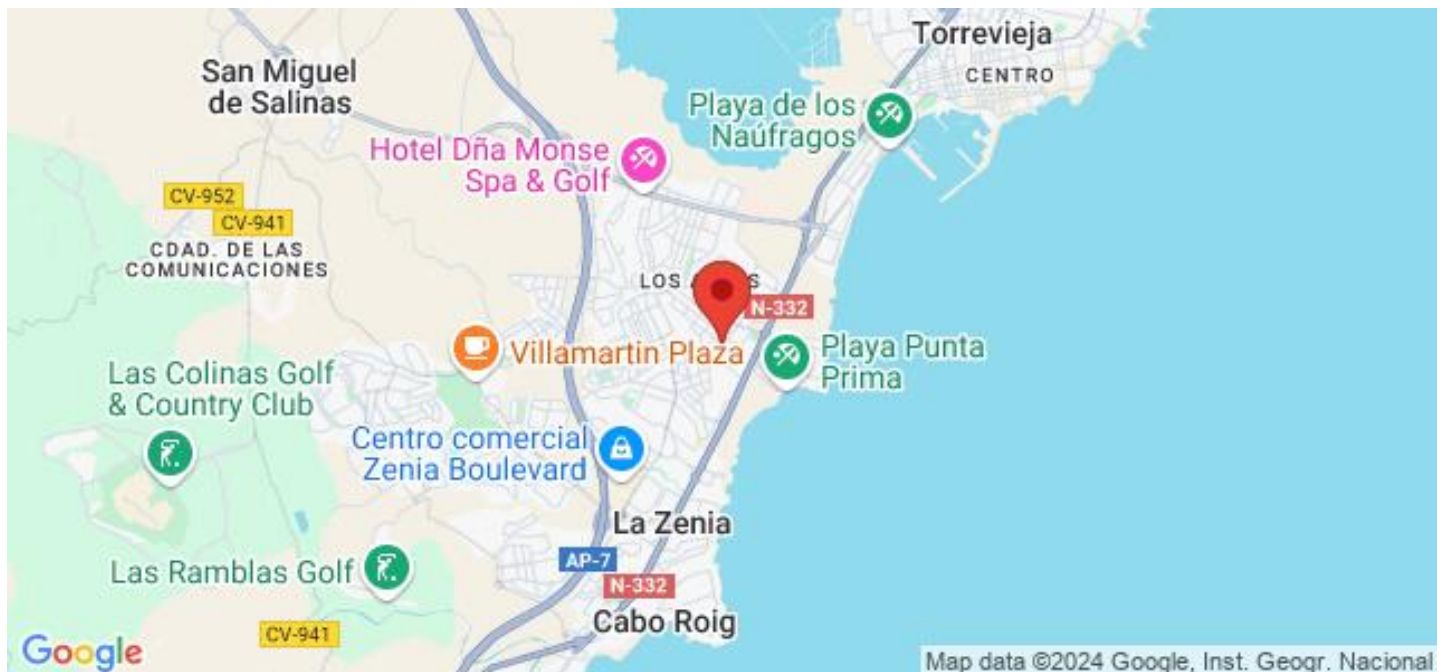 Torrevieja
CENTRO
San Miguel
de Salinas
Playa de los
Naúfragos
Hotel Dña Monse
Spa & Golf
CV-952
CV-941
CDAD. DE LAS
COMUNICACIONES
LOS
N-332
Villamartin Plaza
Playa Punta
Prima
Las Colinas Golf
& Country Club
Centro comercial
Zenia Boulevard
La Zenia
AP-7
Las Ramblas Golf
N-332
Cabo Roig
CV-941
Google
Map data ©2024 Google, Inst. Geogr. Nacional